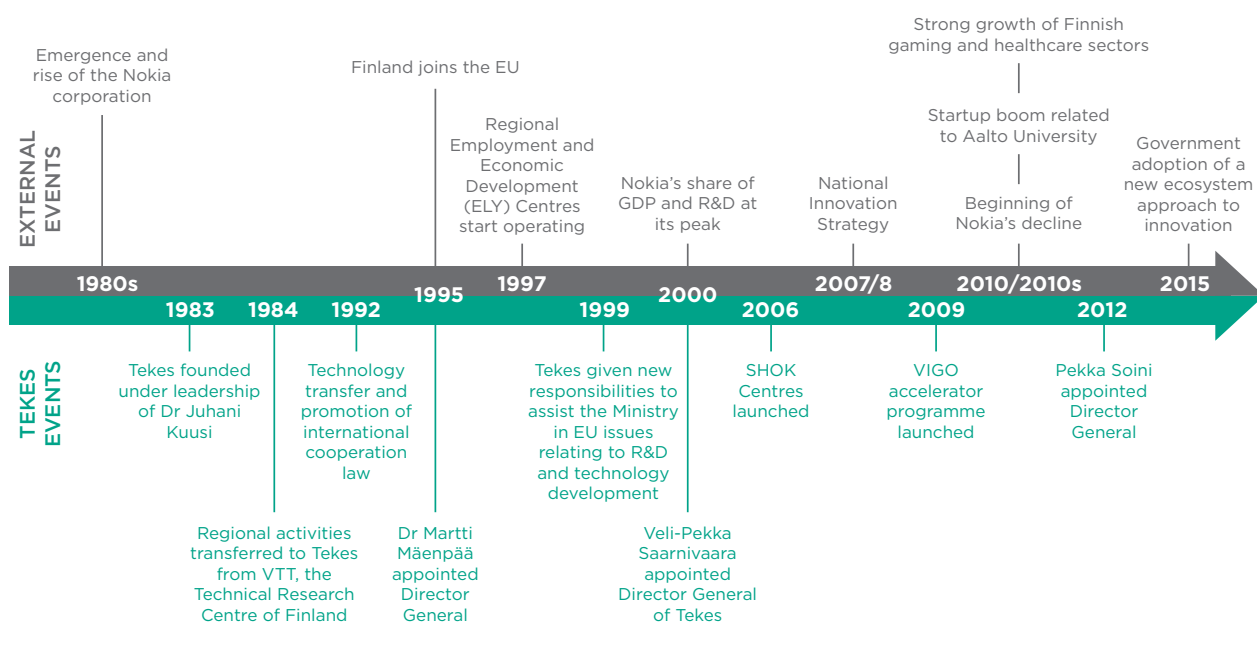 Emergence and
rise of the Nokia
corporation
Finland joins the EU
Regional
Employment and
Economic
Development
(ELY) Centres
start operating
Nokia's share of
GDP and R&D at
its peak
National
Innovation
Strategy
Strong growth of Finnish
gaming and healthcare sectors
Startup boom related
to Aalto University
Beginning of
Nokia's decline
Government
adoption of a
new ecosystem
approach to
innovation
EXTERNAL
EVENTS
1980s
1995
1997
2000
2007/8
2010/2010s
2015
1983
1984
1992
1999
2006
2009
2012
TEKES
EVENTS
Tekes founded
under leadership
of Dr Juhani
Kuusi
Regional activities
transferred to Tekes
from VTT, the
Technical Research
Centre of Finland
Technology
transfer and
promotion of
international
cooperation
law
Dr Martti
Mäenpää
appointed
Director
General
Tekes given new
responsibilities to
assist the Ministry
in EU issues
relating to R&D
and technology
development
Veli-Pekka
Saarnivaara
appointed
Director General
of Tekes
SHOK
Centres
launched
VIGO
accelerator
programme
launched
Pekka Soini
appointed
Director
General